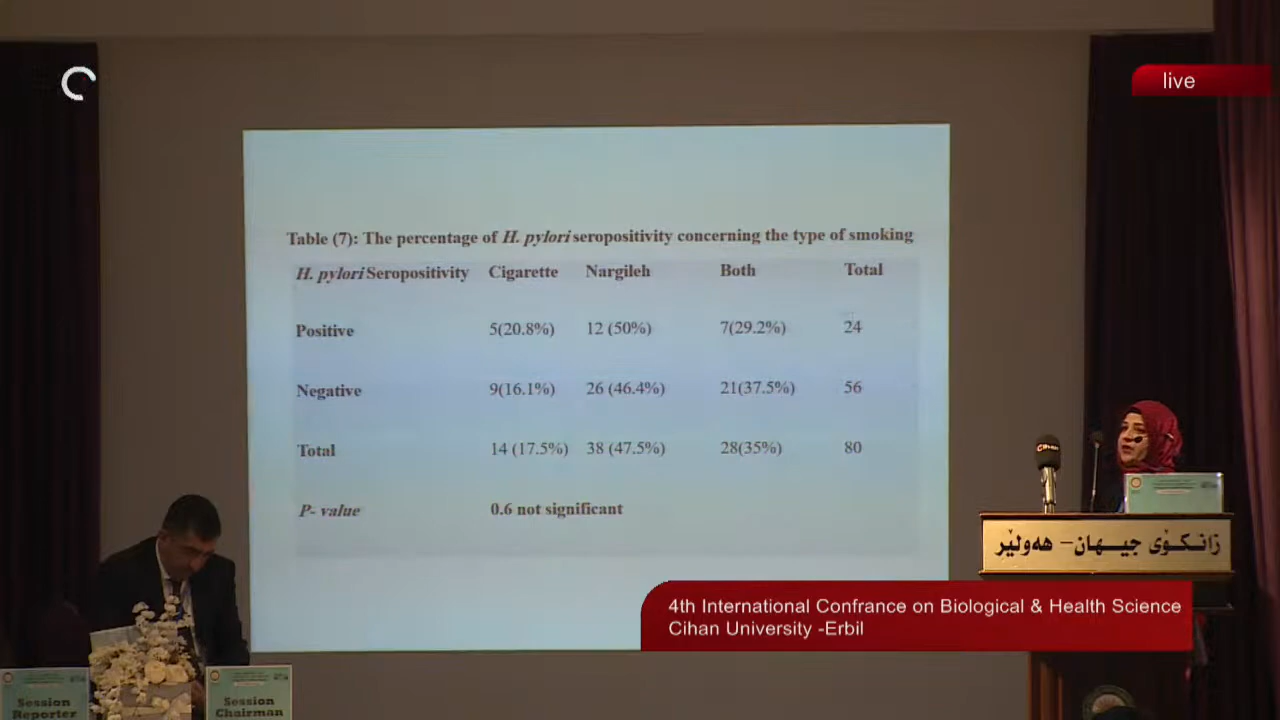 live
Table (7): The percentage of H. pylori seropositivity concerning the type of smoking
H. pylori Seropositivity Cigarette Nargileh Both Total
Positive 5(20.8%) 12 (50%) 7(29.2%) 24
Negative 9(16.1%) 26 (46.4%) 21(37.5%) 56
Total 14 (17.5%) 38 (47.5%) 28(35%) 80
P- value 0.6 not significant
زانکۆی جیهان - هەولێر
4th International Confrance on Biological & Health Science
Cihan University -Erbil
Session
Reporter
Session
Chairman